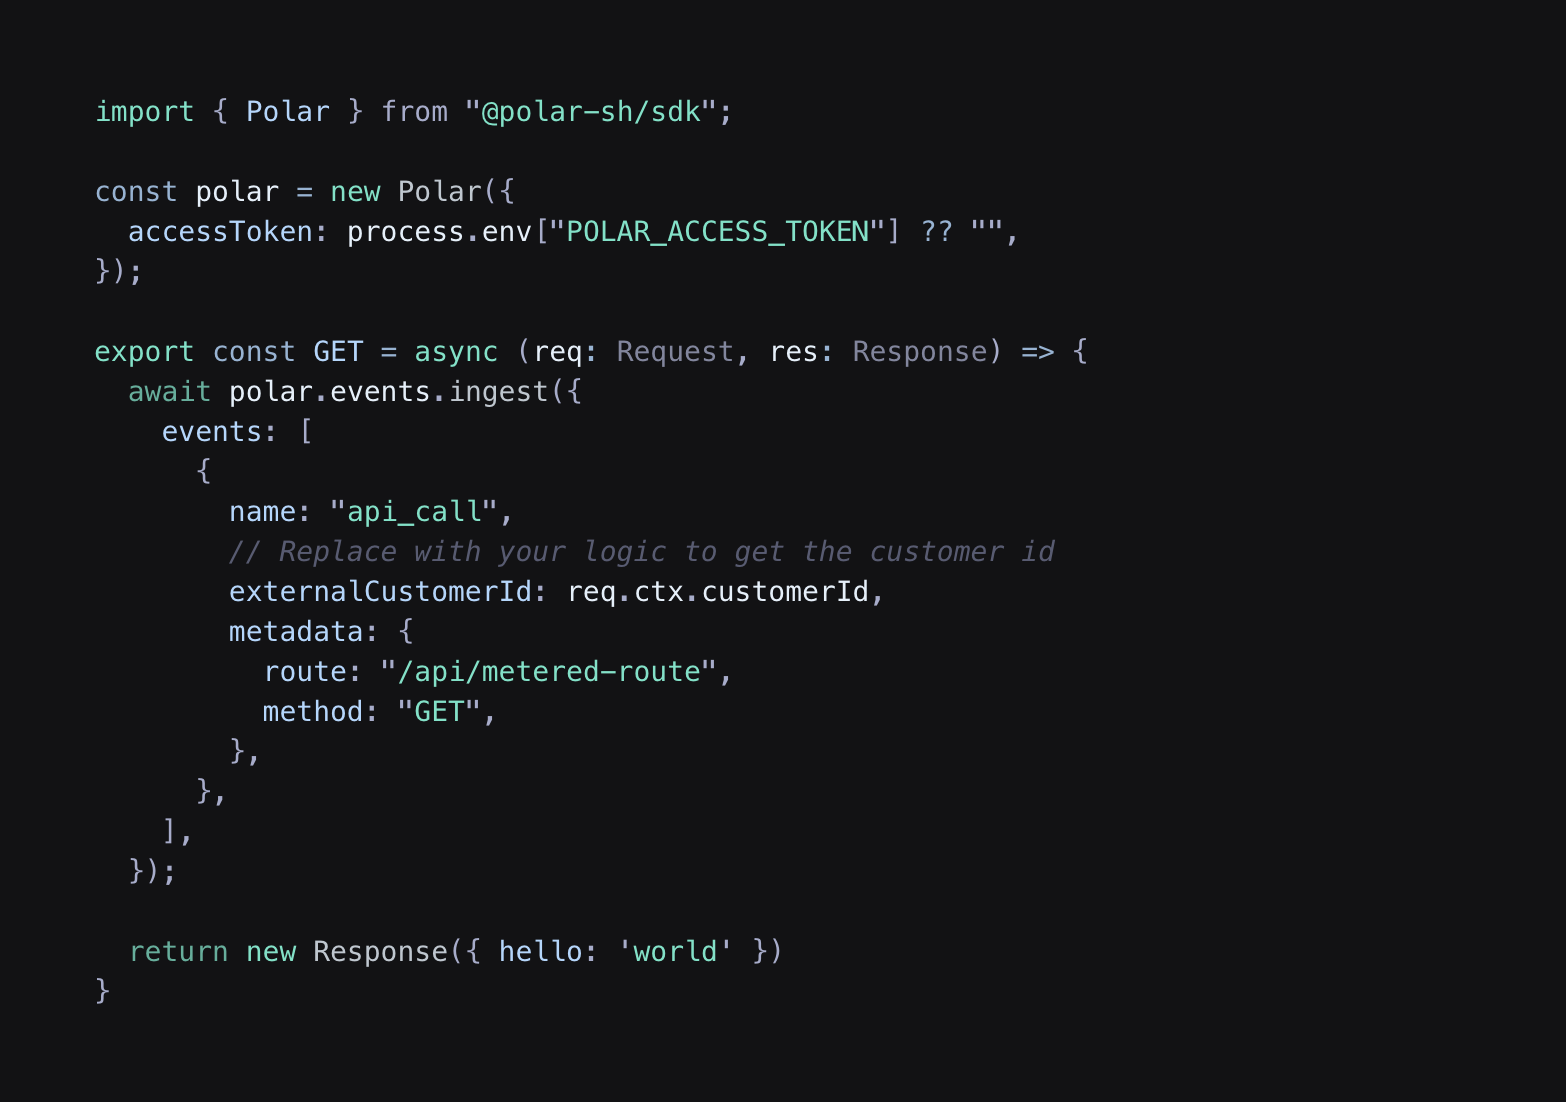 import { Polar } from "@polar-sh/sdk";

const polar = new Polar({
  accessToken: process.env["POLAR_ACCESS_TOKEN"] ?? "",
});

export const GET = async (req: Request, res: Response) => {
  await polar.events.ingest({
    events: [
      {
        name: "api_call",
        // Replace with your logic to get the customer id
        externalCustomerId: req.ctx.customerId,
        metadata: {
          route: "/api/metered-route",
          method: "GET",
        },
      },
    ],
  });

  return new Response({ hello: 'world' })
}